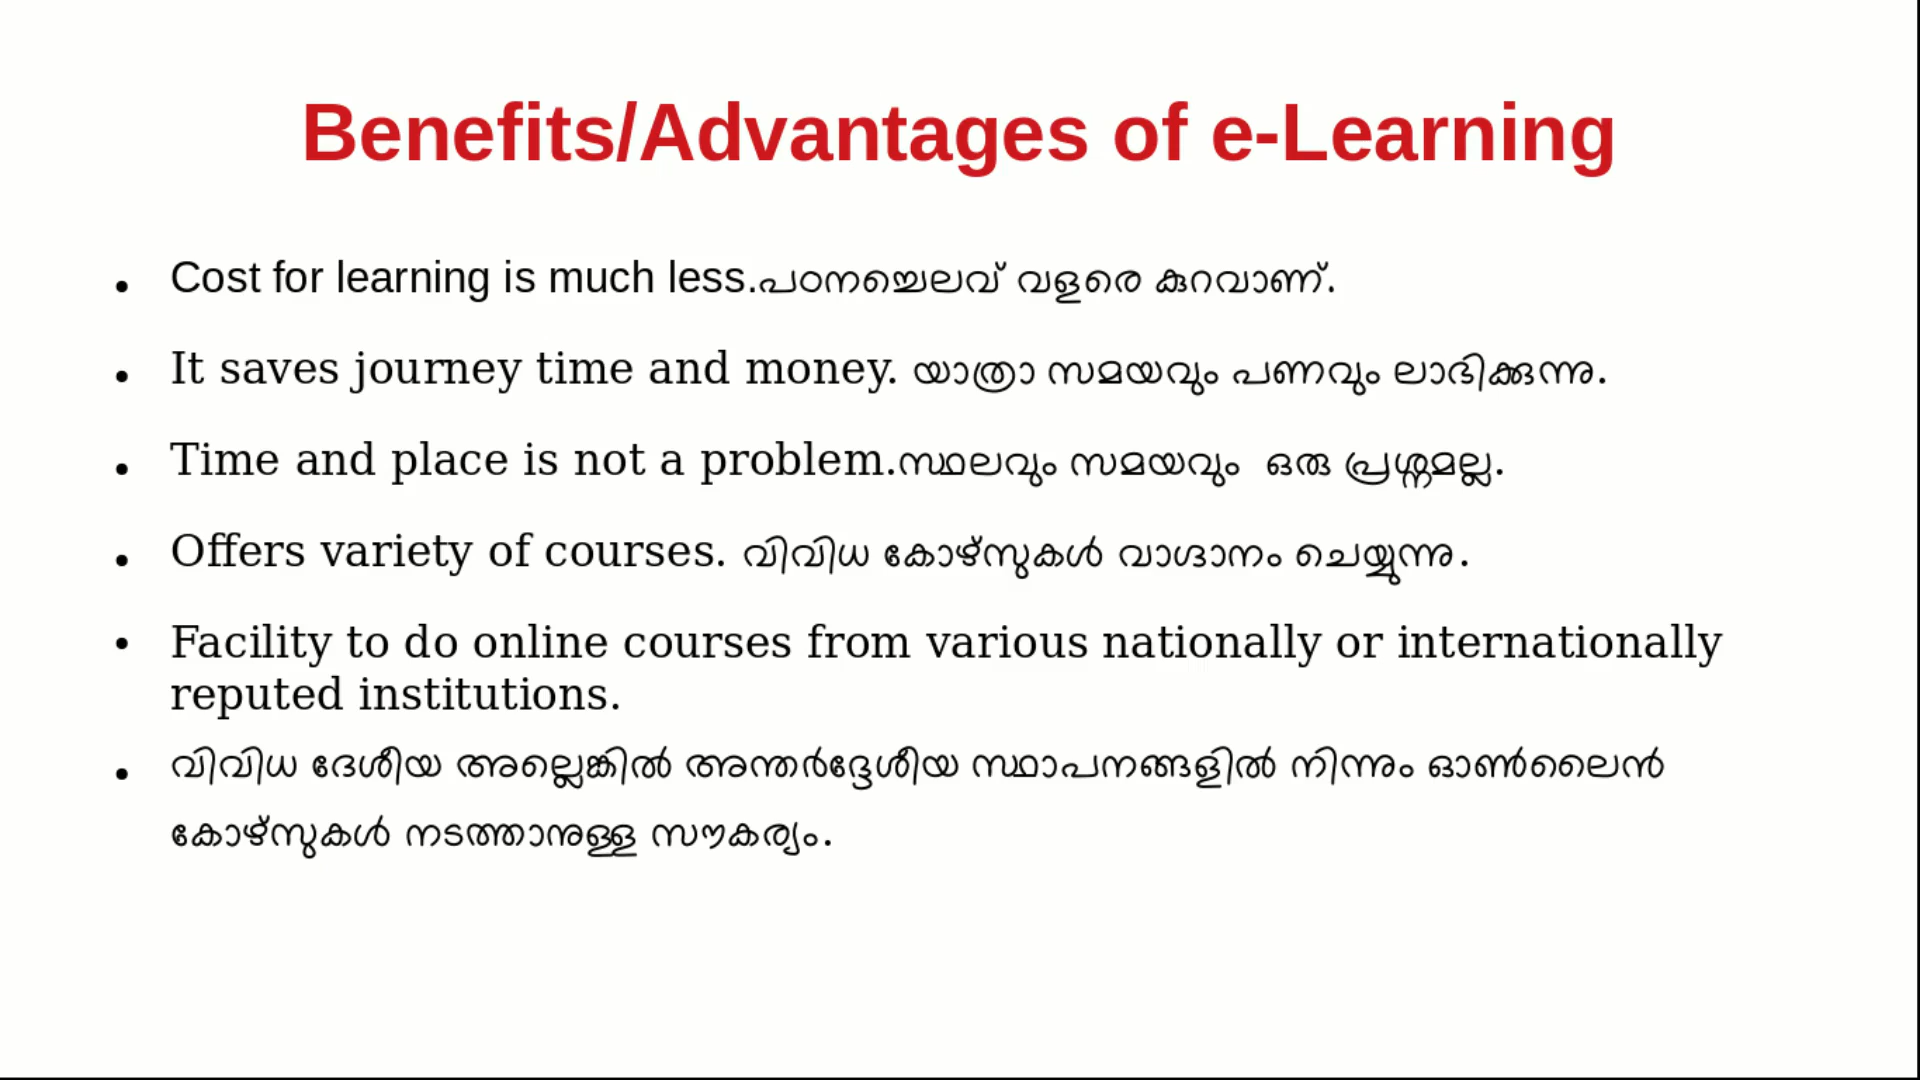 Benefits/Advantages of e-Learning
• Cost for learning is much less.പഠനച്ചെലവ് വളരെ കുറവാണ്.
• It saves journey time and money. യാത്രാ സമയവും പണവും ലാഭിക്കുന്നു.
• Time and place is not a problem.സ്ഥലവും സമയവും ഒരു പ്രശ്നമല്ല.
• Offers variety of courses. വിവിധ കോഴ്സുകൾ വാഗ്ദാനം ചെയ്യുന്നു.
• Facility to do online courses from various nationally or internationally
reputed institutions.
• വിവിധ ദേശീയ അല്ലെങ്കിൽ അന്തർദ്ദേശീയ സ്ഥാപനങ്ങളിൽ നിന്നും ഓൺലൈൻ
കോഴ്സുകൾ നടത്താനുള്ള സൗകര്യം.